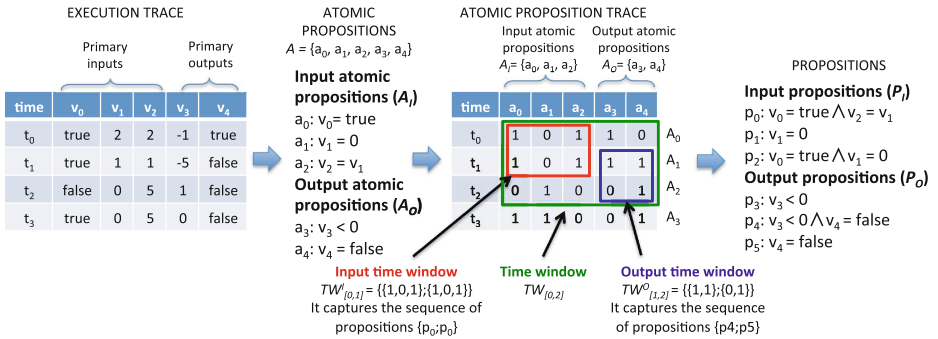 EXECUTION TRACE
Primary inputs
Primary outputs
time v0 v1 v2 v3 v4
t0 true 2 2 -1 true
t1 true 1 1 -5 false
t2 false 0 5 1 false
t3 true 0 5 0 false
ATOMIC
PROPOSITIONS
A = {a0, a1, a2, a3, a4}
Input atomic
propositions (AI)
a0: v0= true
a1: v1 = 0
a2: v2 = v1
Output atomic
propositions (AO)
a3: v3 < 0
a4: v4 = false
ATOMIC PROPOSITION TRACE
Input atomic
propositions
AI= {a0, a1, a2}
Output atomic
propositions
AO= {a3, a4}
time a0 a1 a2 a3 a4
t0 1 0 1 1 0 A0
t1 1 0 1 1 1 A1
t2 0 1 0 0 1 A2
t3 1 1 0 0 1 A3
Input time window
TWI[0,1] = {{1,0,1};{1,0,1}}
It captures the sequence of
propositions {p0;p0}
Time window
TW[0,2]
Output time window
TWO[1,2] = {{1,1};{0,1}}
It captures the sequence
of propositions {p4;p5}
PROPOSITIONS
Input propositions (PI)
p0: v0 = true ∧ v2 = v1
p1: v1 = 0
p2: v0 = true ∧ v1 = 0
Output propositions (PO)
p3: v3 < 0
p4: v3 < 0 ∧ v4 = false
p5: v4 = false